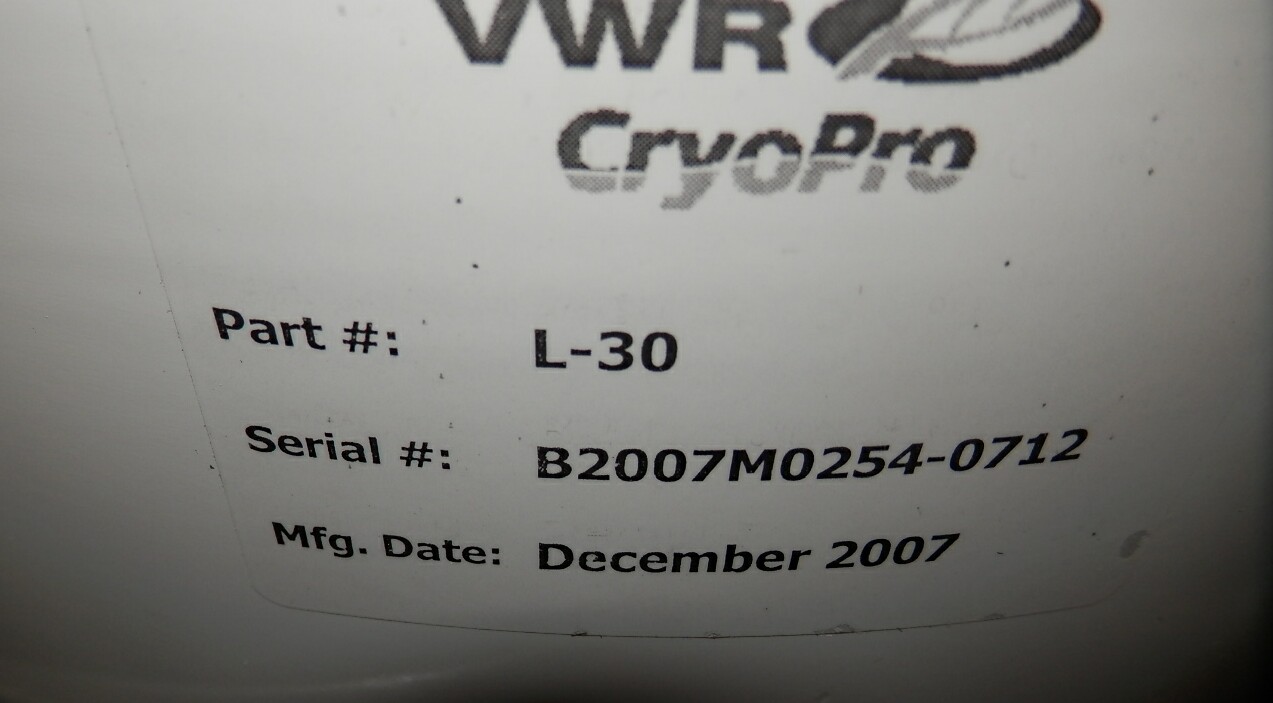 VWR
CryoPro
Part #: L-30
Serial #: B2007M0254-0712
Mfg. Date: December 2007